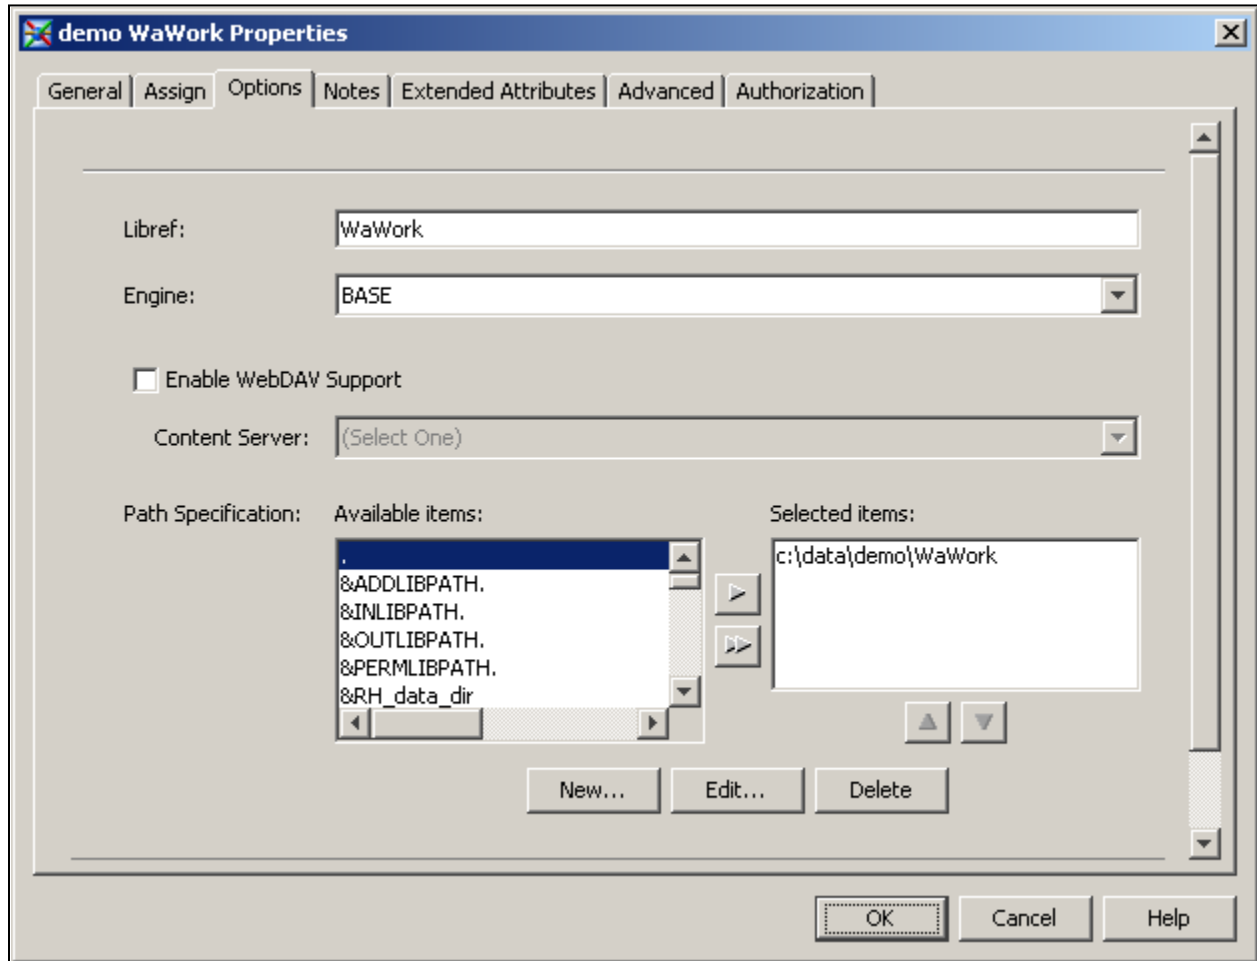 demo WaWork Properties
General Assign Options Notes Extended Attributes Advanced Authorization
Libref: WaWork
Engine: BASE
Enable WebDAV Support
Content Server: (Select One)
Path Specification: Available items: Selected items:
. c:\data\demo\WaWork
&ADDLIBPATH.
&INLIBPATH.
&OUTLIBPATH.
&PERMLIBPATH.
&RH_data_dir
New... Edit... Delete
OK Cancel Help